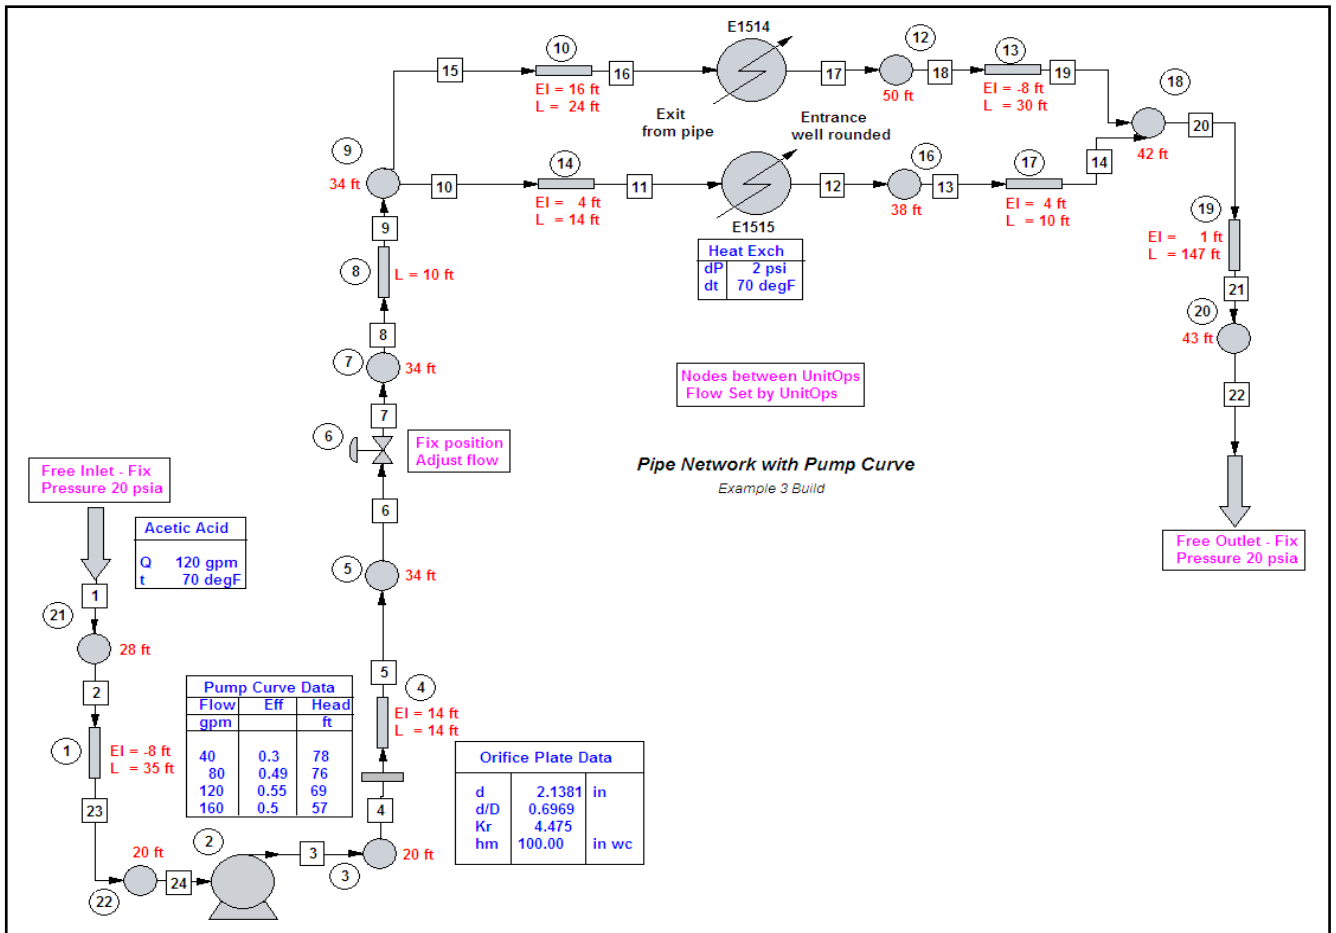 E1514
10
12
13
15
16
17
18
19
18
El = 16 ft
L = 24 ft
50 ft
El = -8 ft
L = 30 ft
20
Exit
from pipe
Entrance
well rounded
9
14
16
17
14
42 ft
34 ft
10
11
12
13
El = 4 ft
L = 14 ft
38 ft
El = 4 ft
L = 10 ft
19
9
E1515
El = 1 ft
L = 147 ft
Heat Exch
dP 2 psi
dt 70 degF
8
L = 10 ft
21
20
8
43 ft
7
34 ft
Nodes between UnitOps
Flow Set by UnitOps
22
7
6
Fix position
Adjust flow
Pipe Network with Pump Curve
Example 3 Build
Free Inlet - Fix
Pressure 20 psia
6
Acetic Acid
Q 120 gpm
t 70 degF
Free Outlet - Fix
Pressure 20 psia
5
34 ft
1
21
28 ft
2
5
4
El = 14 ft
L = 14 ft
Pump Curve Data
Flow Eff Head
gpm ft
40 0.3 78
80 0.49 76
120 0.55 69
160 0.5 57
1
El = -8 ft
L = 35 ft
Orifice Plate Data
d 2.1381 in
d/D 0.6969
Kr 4.475
hm 100.00 in wc
23
4
2
20 ft
3
20 ft
3
24
22